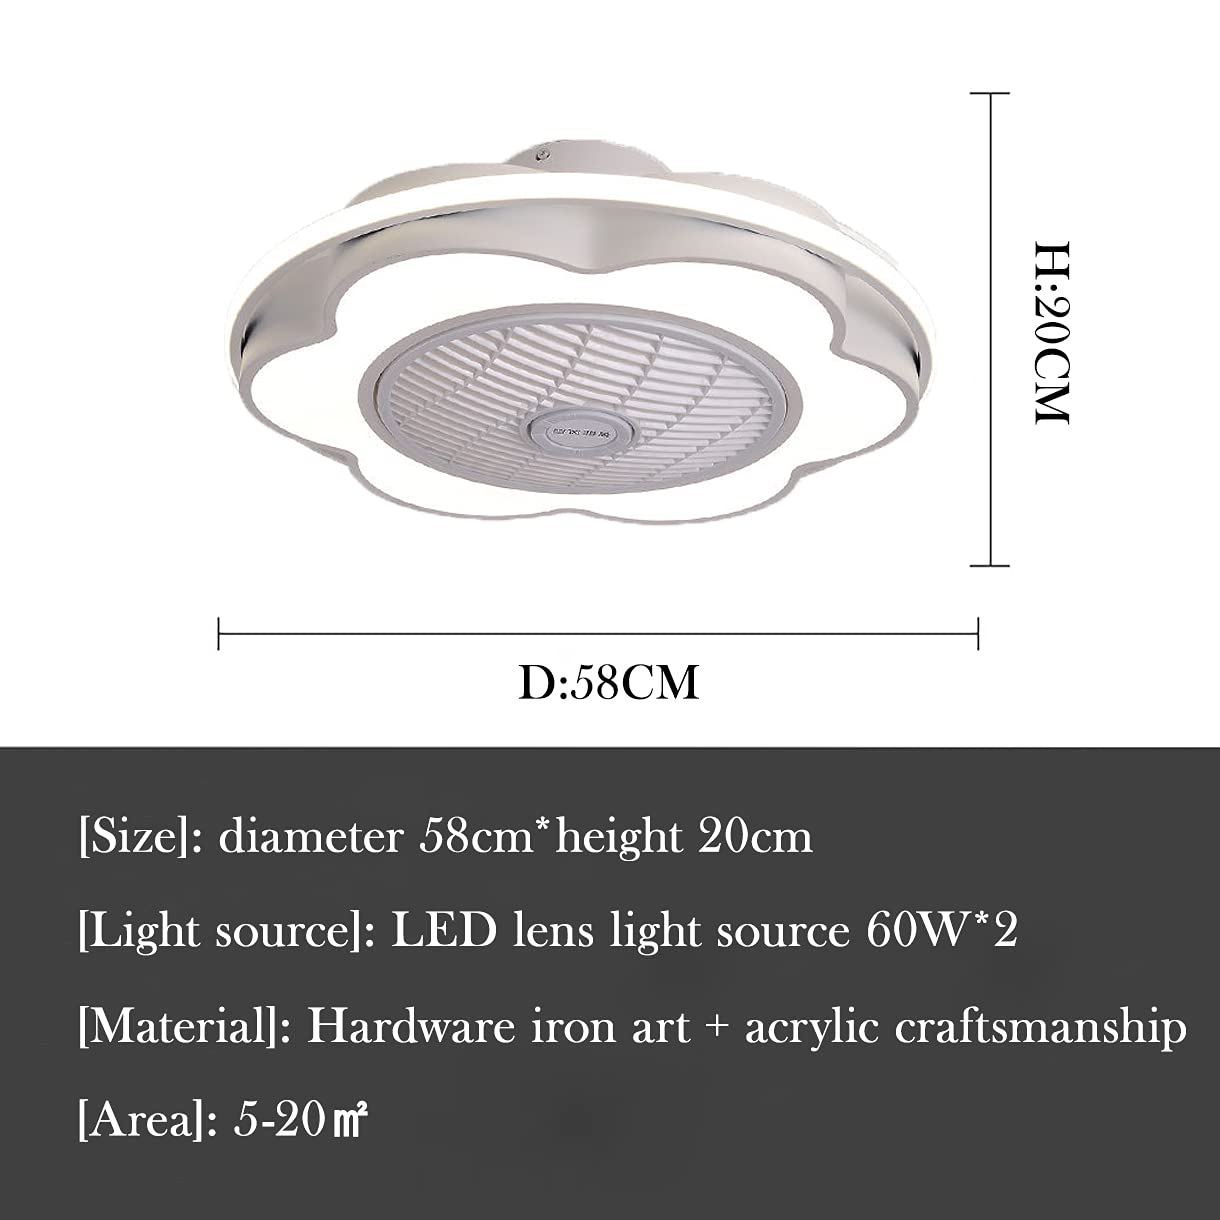 H:20CM
D:58CM
[Size]: diameter 58cm*height 20cm
[Light source]: LED lens light source 60W*2
[Material]: Hardware iron art + acrylic craftsmanship
[Area]: 5-20㎡